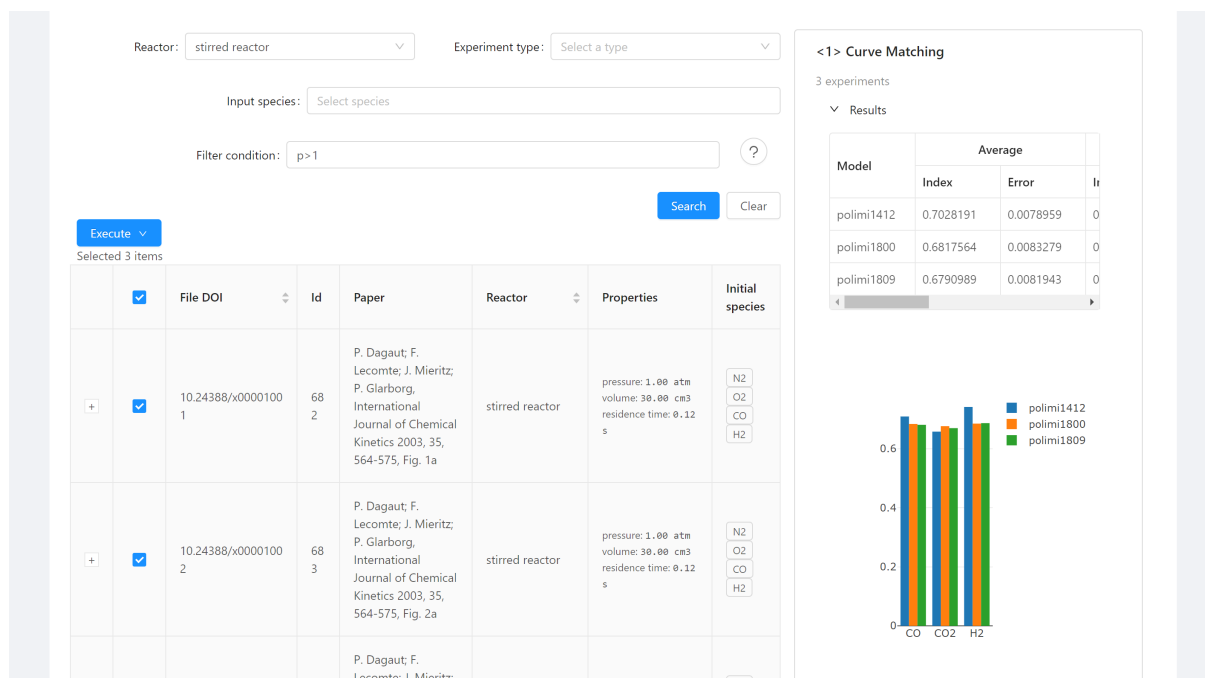 Reactor: stirred reactor
Experiment type: Select a type
Input species: Select species
Filter condition: p>1
?
Search Clear
Execute
Selected 3 items
File DOI Id Paper Reactor Properties Initial species
10.24388/x0000100
1
68
2
P. Dagaut; F.
Lecomte; J. Mieritz;
P. Glarborg,
International
Journal of Chemical
Kinetics 2003, 35,
564-575, Fig. 1a
stirred reactor
pressure: 1.00 atm
volume: 30.00 cm3
residence time: 0.12
s
N2
O2
CO
H2
10.24388/x0000100
2
68
3
P. Dagaut; F.
Lecomte; J. Mieritz;
P. Glarborg,
International
Journal of Chemical
Kinetics 2003, 35,
564-575, Fig. 2a
stirred reactor
pressure: 1.00 atm
volume: 30.00 cm3
residence time: 0.12
s
N2
O2
CO
H2
P. Dagaut; F.
Lecomte; J. Mieritz;
<1> Curve Matching
3 experiments
Results
Model Average
Index Error
polimi1412 0.7028191 0.0078959 0
polimi1800 0.6817564 0.0083279 0
polimi1809 0.6790989 0.0081943 0
polimi1412
polimi1800
polimi1809
0.6
0.4
0.2
0
CO CO2 H2